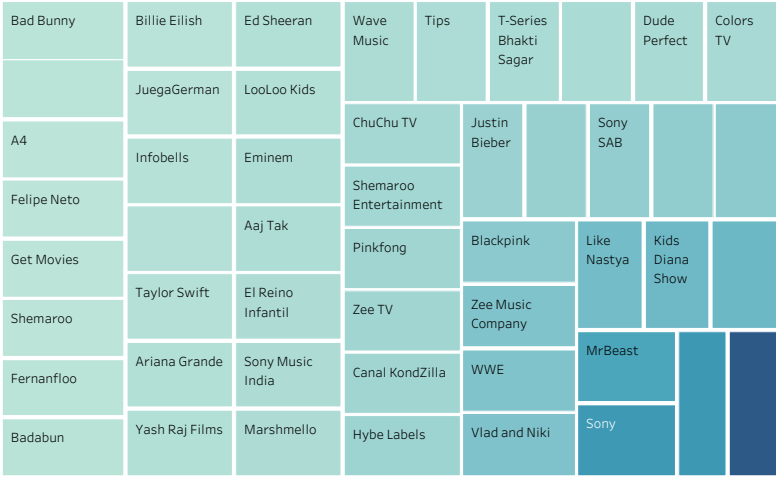 Bad Bunny
A4
Felipe Neto
Get Movies
Shemaroo
Fernanfloo
Badabun
Billie Eilish
JuegaGerman
Infobells
Taylor Swift
Ariana Grande
Yash Raj Films
Ed Sheeran
LooLoo Kids
Eminem
Aaj Tak
El Reino
Infantil
Sony Music
India
Marshmello
Wave
Music
Tips
T-Series
Bhakti
Sagar
Dude
Perfect
Colors
TV
ChuChu TV
Shemaroo
Entertainment
Pinkfong
Zee TV
Canal KondZilla
Hybe Labels
Justin
Bieber
Sony
SAB
Blackpink
Zee Music
Company
WWE
Vlad and Niki
Like
Nastya
Kids
Diana
Show
MrBeast
Sony